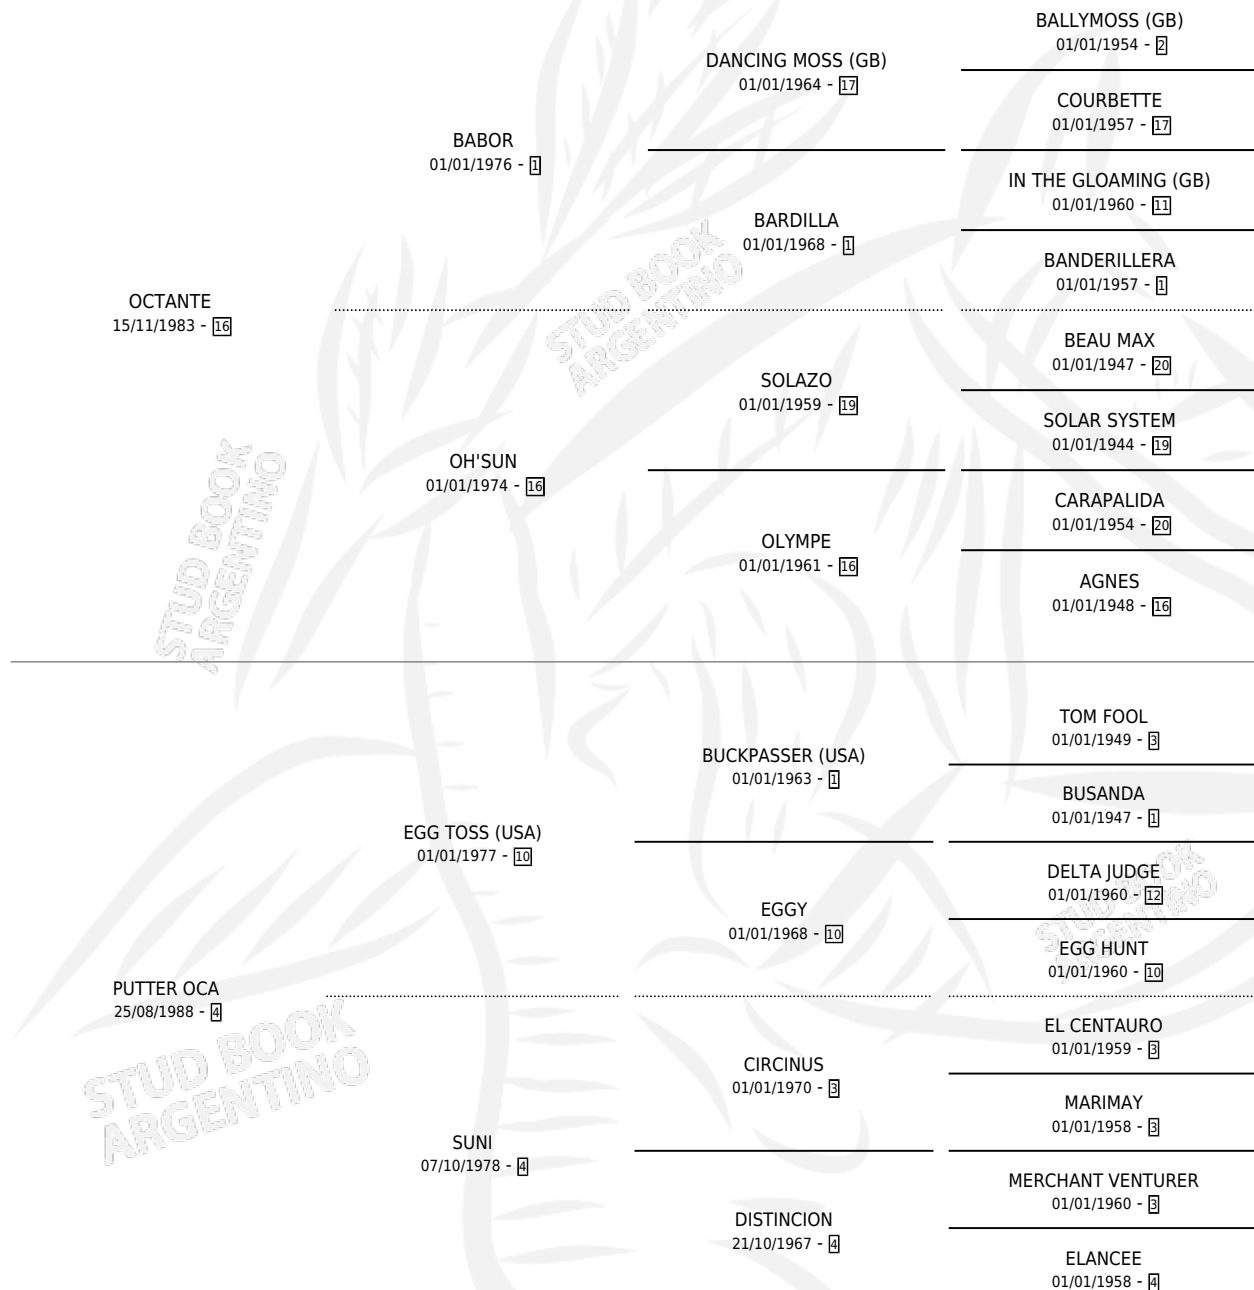 BALLYMOSS (GB)
01/01/1954 - 2
DANCING MOSS (GB)
01/01/1964 - 17
COURBETTE
01/01/1957 - 17
BABOR
01/01/1976 - 1
IN THE GLOAMING (GB)
01/01/1960 - 11
BARDILLA
01/01/1968 - 1
BANDERILLERA
01/01/1957 - 1
OCTANTE
15/11/1983 - 16
BEAU MAX
01/01/1947 - 20
SOLAZO
01/01/1959 - 19
SOLAR SYSTEM
01/01/1944 - 19
OH'SUN
01/01/1974 - 16
CARAPALIDA
01/01/1954 - 20
OLYMPE
01/01/1961 - 16
AGNES
01/01/1948 - 16
TOM FOOL
01/01/1949 - 3
BUCKPASSER (USA)
01/01/1963 - 1
BUSANDA
01/01/1947 - 1
EGG TOSS (USA)
01/01/1977 - 10
DELTA JUDGE
01/01/1960 - 12
EGGY
01/01/1968 - 10
EGG HUNT
01/01/1960 - 10
PUTTER OCA
25/08/1988 - 4
EL CENTAURO
01/01/1959 - 3
CIRCINUS
01/01/1970 - 3
MARIMAY
01/01/1958 - 3
SUNI
07/10/1978 - 4
MERCHANT VENTURER
01/01/1960 - 3
DISTINCION
21/10/1967 - 4
ELANCEE
01/01/1958 - 4
STUD BOOK
ARGENTINO
STUD BOOK
ARGENTINO
STUD BOOK
ARGENTINO
STUD BOOK
ARGENTINO